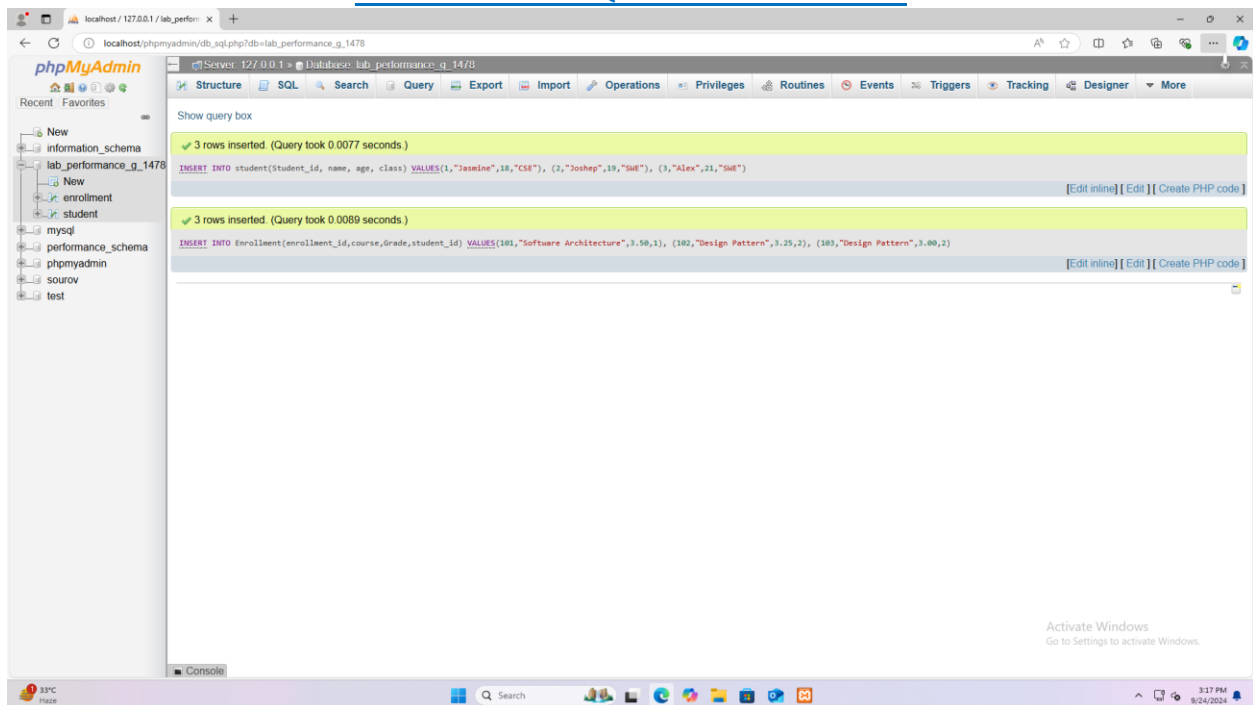 localhost / 127.0.0.1 / lab_perform
localhost/phpmyadmin/db_sql.php?db=lab_performance_g_1478
phpMyAdmin
Recent Favorites
New
information_schema
lab_performance_g_1478
New
enrollment
student
mysql
performance_schema
phpmyadmin
sourov
test
Server: 127.0.0.1 » Database: lab_performance_g_1478
Structure SQL Search Query Export Import Operations Privileges Routines Events Triggers Tracking Designer More
Show query box
3 rows inserted. (Query took 0.0077 seconds.)
INSERT INTO student(Student_id, name, age, class) VALUES(1,"Jasmine",18,"CSE"), (2,"Joshep",19,"SWE"), (3,"Alex",21,"SWE")
[Edit inline] [ Edit ] [ Create PHP code ]
3 rows inserted. (Query took 0.0089 seconds.)
INSERT INTO Enrollment(enrollment_id,course,Grade,student_id) VALUES(101,"Software Architecture",3.50,1), (102,"Design Pattern",3.25,2), (103,"Design Pattern",3.00,2)
[Edit inline] [ Edit ] [ Create PHP code ]
Activate Windows
Go to Settings to activate Windows.
Console
1
33°C
Haze
Search
3:17 PM
9/24/2024